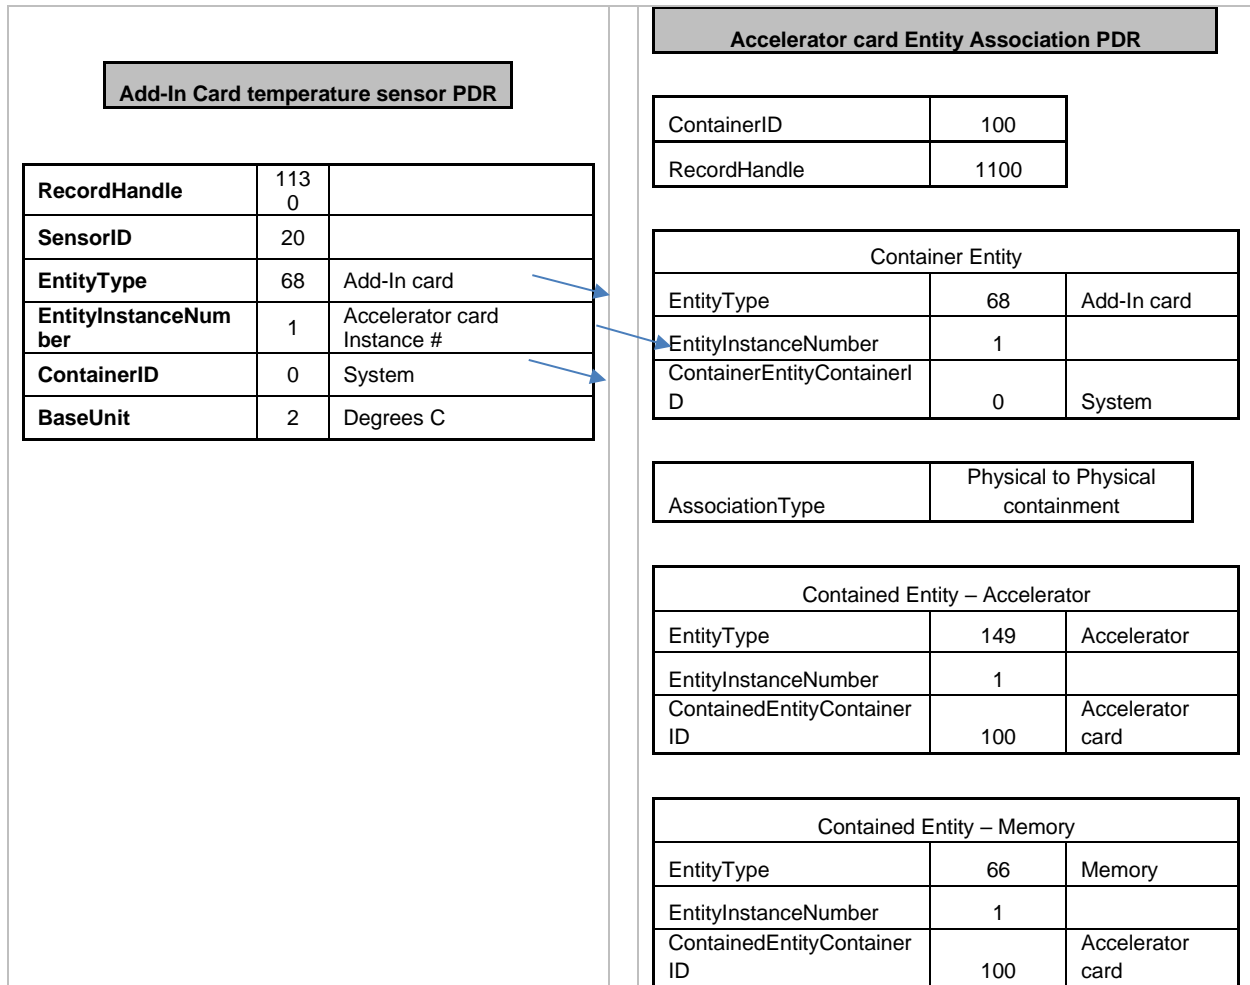 Add-In Card temperature sensor PDR
RecordHandle 113
0
SensorID 20
EntityType 68 Add-In card
EntityInstanceNum
ber 1 Accelerator card
Instance #
ContainerID 0 System
BaseUnit 2 Degrees C
Accelerator card Entity Association PDR
ContainerID 100
RecordHandle 1100
Container Entity
EntityType 68 Add-In card
EntityInstanceNumber 1
ContainerEntityContainerI
D 0 System
AssociationType Physical to Physical
containment
Contained Entity – Accelerator
EntityType 149 Accelerator
EntityInstanceNumber 1
ContainedEntityContainer
ID 100 Accelerator
card
Contained Entity – Memory
EntityType 66 Memory
EntityInstanceNumber 1
ContainedEntityContainer
ID 100 Accelerator
card